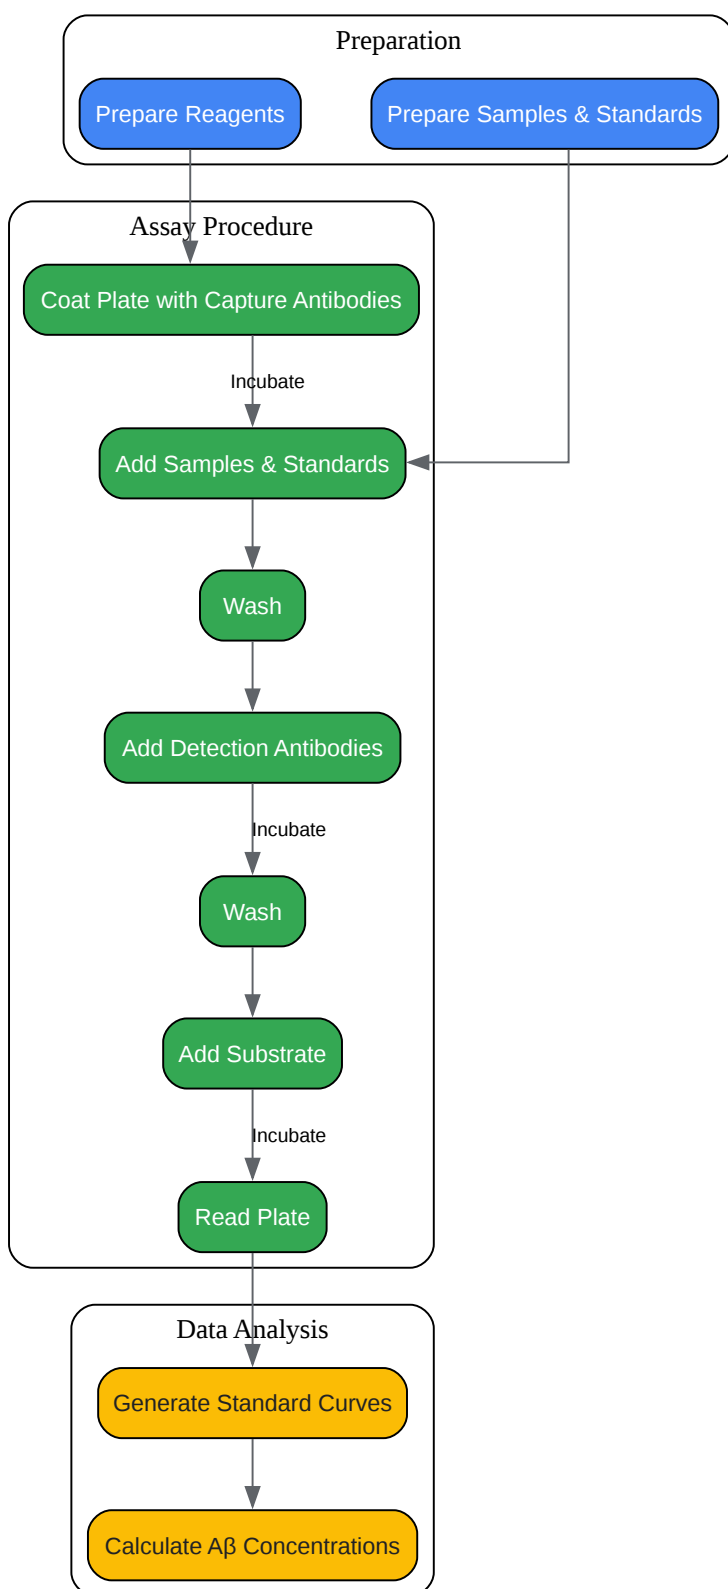 Preparation
Prepare Reagents
Prepare Samples & Standards
Assay Procedure
Coat Plate with Capture Antibodies
Incubate
Add Samples & Standards
Wash
Add Detection Antibodies
Incubate
Wash
Add Substrate
Incubate
Read Plate
Data Analysis
Generate Standard Curves
Calculate Aβ Concentrations